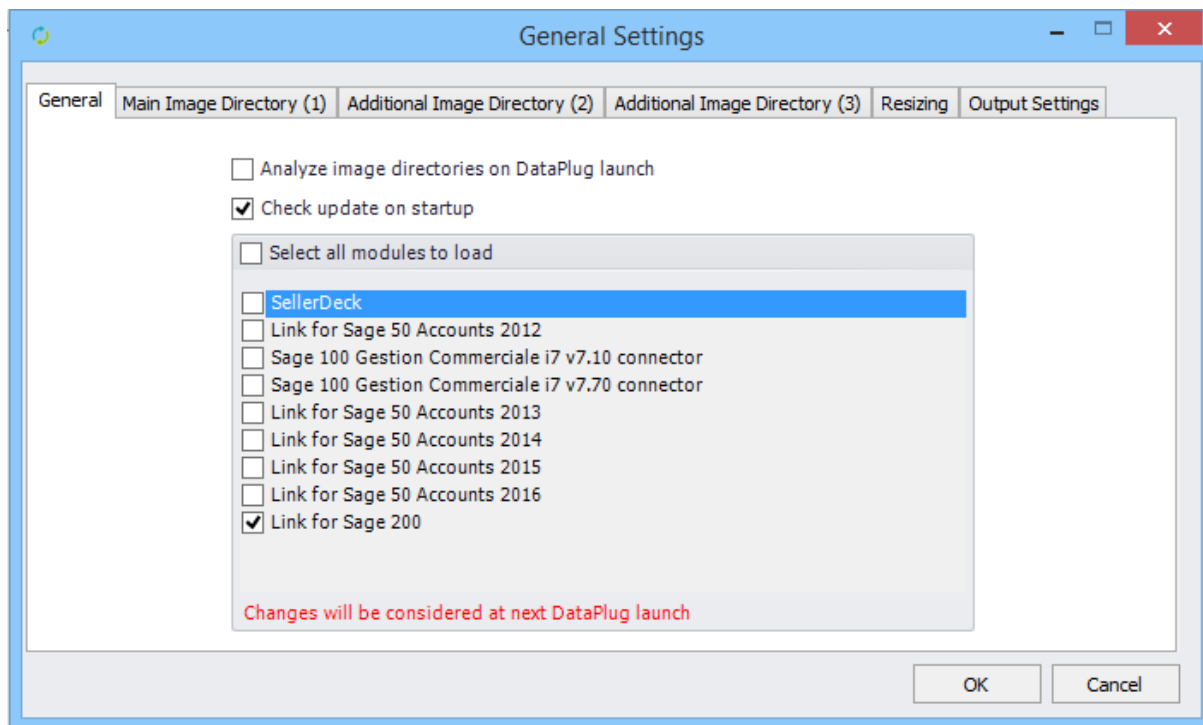 General Settings
General Main Image Directory (1) Additional Image Directory (2) Additional Image Directory (3) Resizing Output Settings
Analyze image directories on DataPlug launch
Check update on startup
Select all modules to load
SellerDeck
Link for Sage 50 Accounts 2012
Sage 100 Gestion Commerciale i7 v7.10 connector
Sage 100 Gestion Commerciale i7 v7.70 connector
Link for Sage 50 Accounts 2013
Link for Sage 50 Accounts 2014
Link for Sage 50 Accounts 2015
Link for Sage 50 Accounts 2016
Link for Sage 200
Changes will be considered at next DataPlug launch
OK Cancel